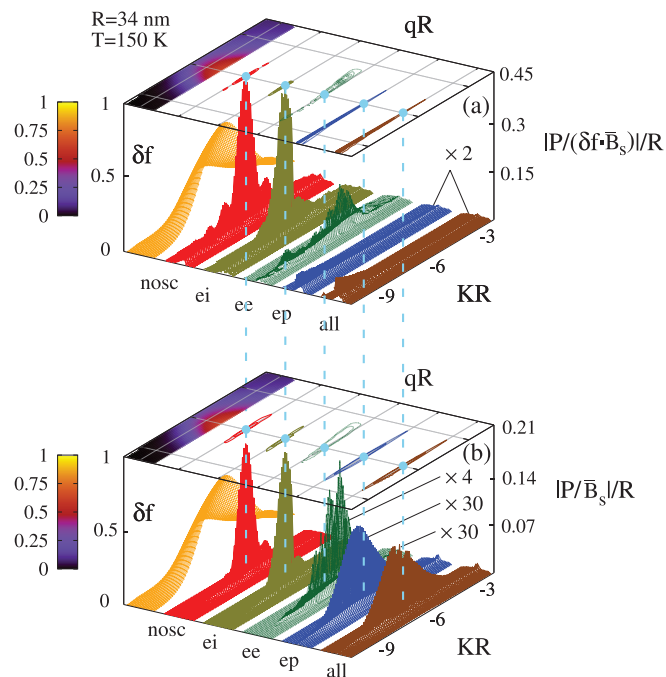 R=34 nm
T=150 K
qR
1
0.75
0.5
0.25
0
1
δf
0.5
0
(a)
0.45
0.3
0.15
|P/(δf·B̄ₛ)|/R
× 2
-3
-6
-9
KR
nosc
ei
ee
ep
all
qR
1
0.75
0.5
0.25
0
1
δf
0.5
0
(b)
0.21
0.14
0.07
|P/B̄ₛ|/R
× 4
× 30
× 30
-3
-6
-9
KR
nosc
ei
ee
ep
all